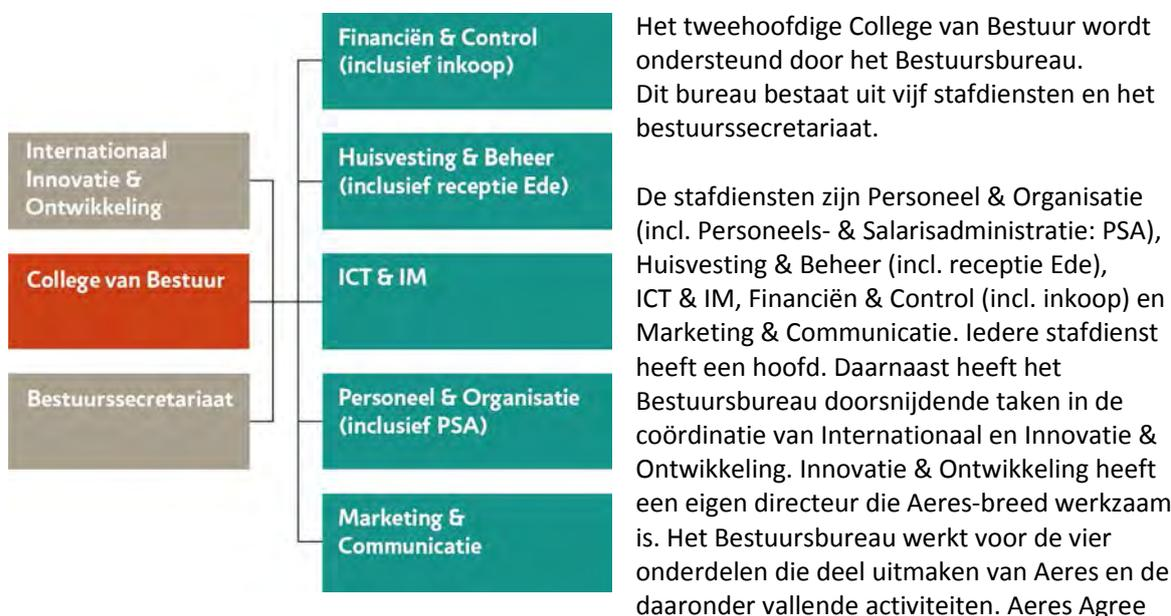 Internationaal
Innovatie &
Ontwikkeling
College van Bestuur
Bestuurssecretariaat
Financiën & Control
(inclusief inkoop)
Huisvesting & Beheer
(inclusief receptie Ede)
ICT & IM
Personeel & Organisatie
(inclusief PSA)
Marketing &
Communicatie
Het tweehoofdige College van Bestuur wordt
ondersteund door het Bestuursbureau.
Dit bureau bestaat uit vijf stafdiensten en het
bestuurssecretariaat.
De stafdiensten zijn Personeel & Organisatie
(incl. Personeels- & Salarisadministratie: PSA),
Huisvesting & Beheer (incl. receptie Ede),
ICT & IM, Financiën & Control (incl. inkoop) en
Marketing & Communicatie. Iedere stafdienst
heeft een hoofd. Daarnaast heeft het
Bestuursbureau doorsnijdende taken in de
coördinatie van Internationaal en Innovatie &
Ontwikkeling. Innovatie & Ontwikkeling heeft
een eigen directeur die Aeres-breed werkzaam
is. Het Bestuursbureau werkt voor de vier
onderdelen die deel uitmaken van Aeres en de
daaronder vallende activiteiten. Aeres Agree